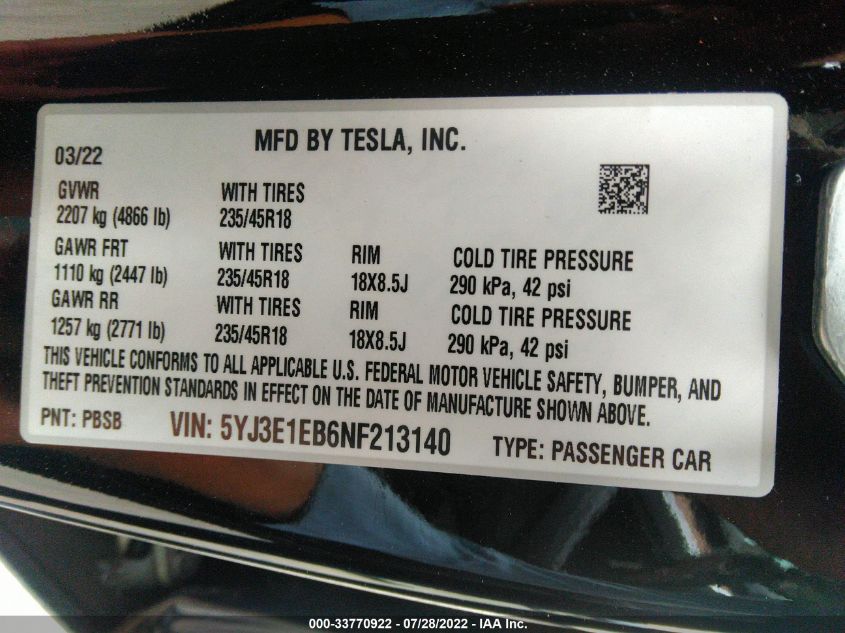 MFD BY TESLA, INC.
03/22
GVWR WITH TIRES
2207 kg (4866 lb) 235/45R18
GAWR FRT WITH TIRES RIM COLD TIRE PRESSURE
1110 kg (2447 lb) 235/45R18 18X8.5J 290 kPa, 42 psi
GAWR RR WITH TIRES RIM COLD TIRE PRESSURE
1257 kg (2771 lb) 235/45R18 18X8.5J 290 kPa, 42 psi
THIS VEHICLE CONFORMS TO ALL APPLICABLE U.S. FEDERAL MOTOR VEHICLE SAFETY, BUMPER, AND
THEFT PREVENTION STANDARDS IN EFFECT ON THE DATE OF MANUFACTURE SHOWN ABOVE.
PNT: PBSB VIN: 5YJ3E1EB6NF213140 TYPE: PASSENGER CAR
000-33770922 / 07/28/2022 - IAA Inc.